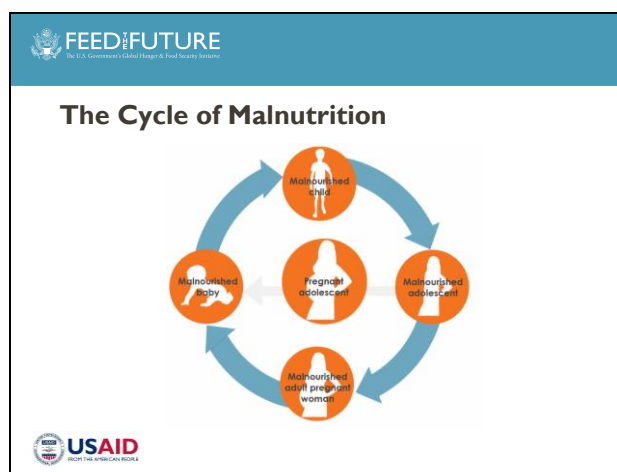 FEED THE FUTURE
The U.S. Government's Global Hunger & Food Security Initiative
The Cycle of Malnutrition
Malnourished
child
Malnourished
baby
Pregnant
adolescent
Malnourished
adolescent
Malnourished
adult pregnant
woman
USAID
FROM THE AMERICAN PEOPLE